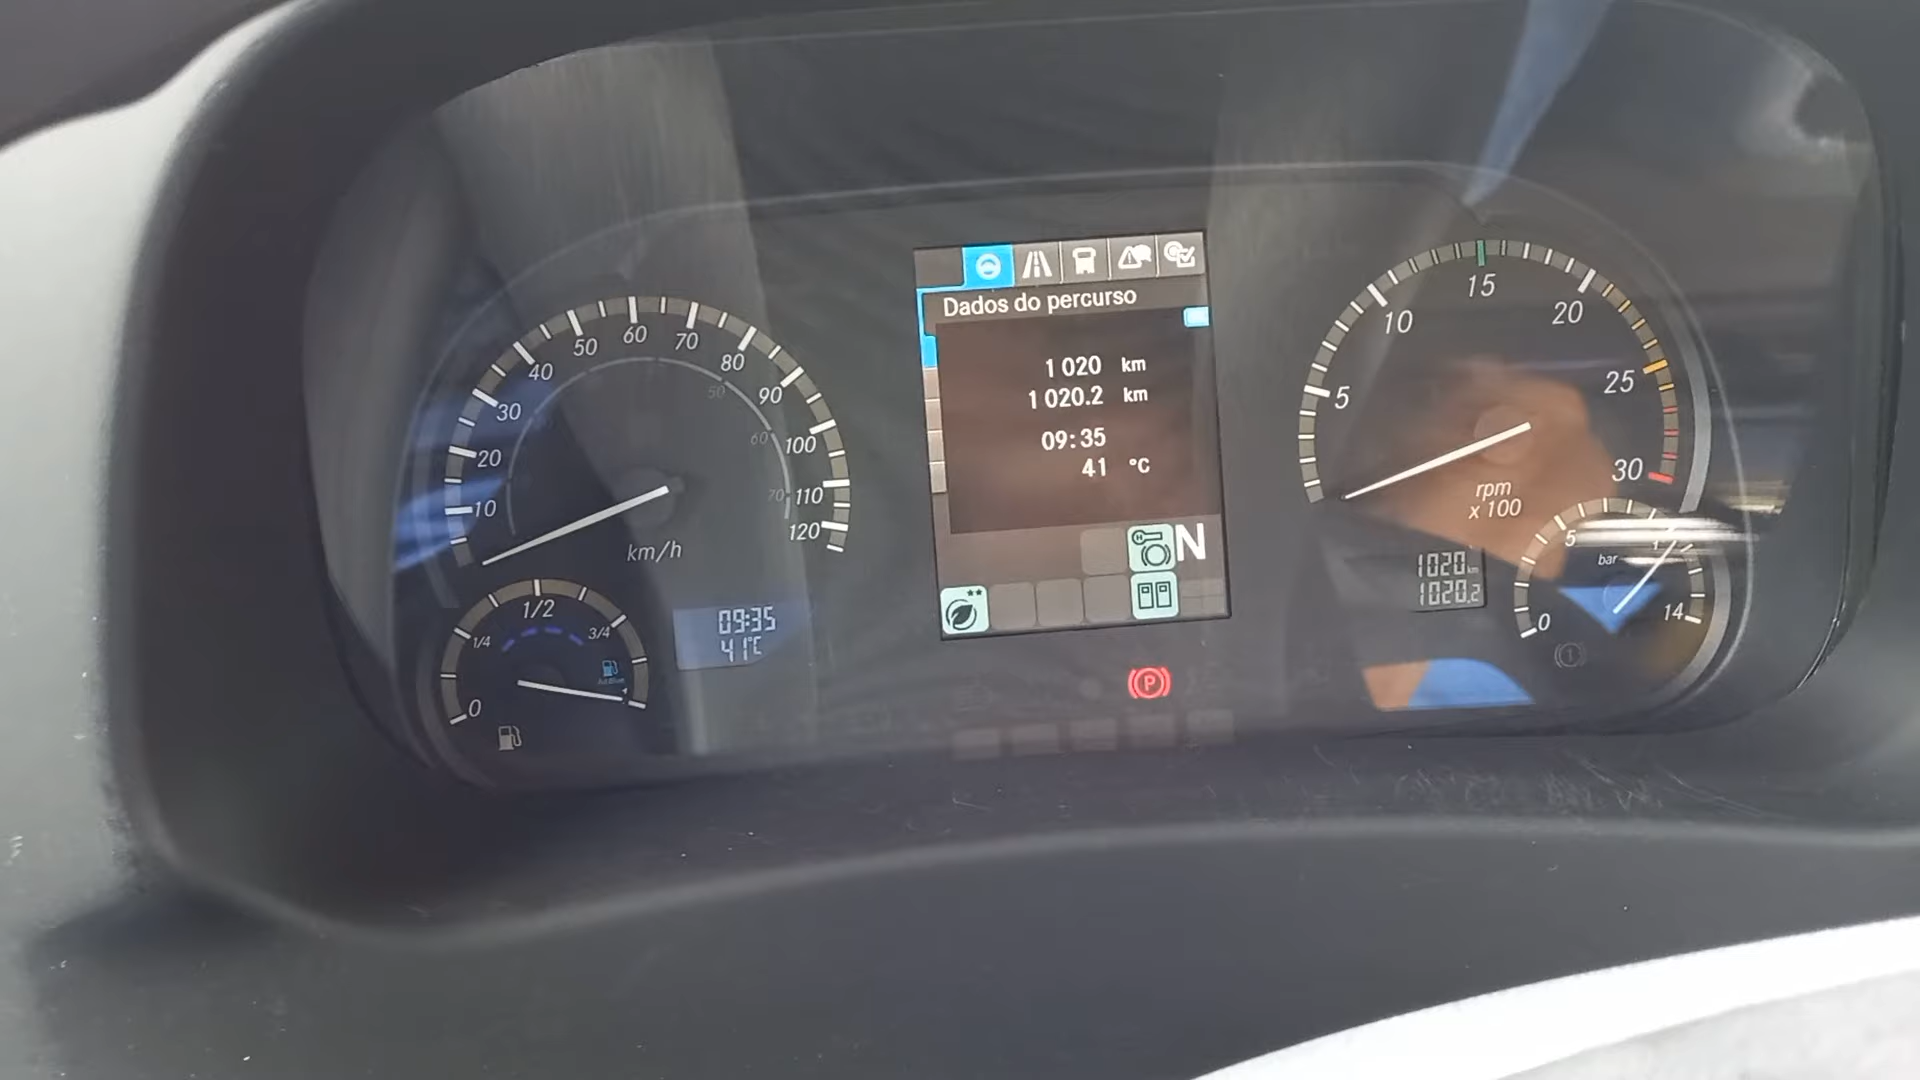 10
20
30
40
50
60
70
80
90
100
110
120
50
60
70
km/h
0
1/4
1/2
3/4
AdBlue
09:35
41°C
Dados do percurso
1 020 km
1 020.2 km
09:35
41 °C
N
P
5
10
15
20
25
30
rpm
x 100
1020 km
1020.2
0
5
14
bar
1